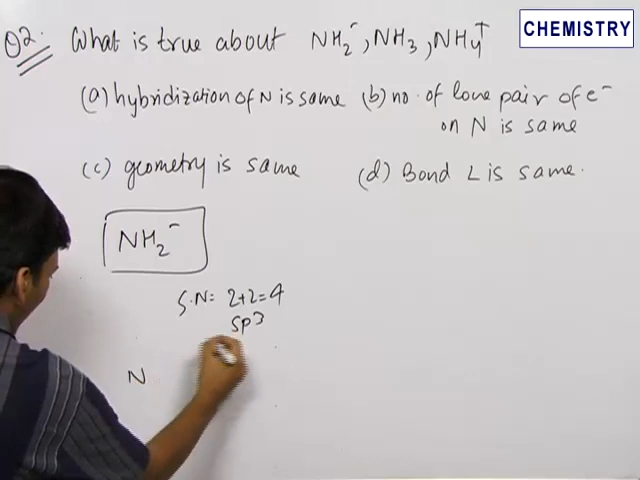 CHEMISTRY
Q2. What is true about NH₂⁻, NH₃, NH₄⁺
(a) hybridization of N is same (b) no. of lone pair of e⁻
on N is same
(c) geometry is same (d) Bond ∠ is same.
NH₂⁻
S.N= 2+2=4
sp3
N